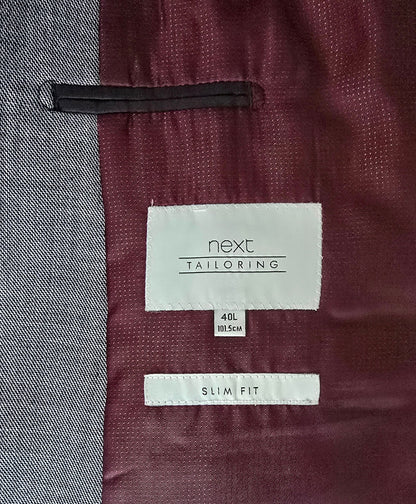 next
TAILORING
40L
101.5CM
SLIM FIT